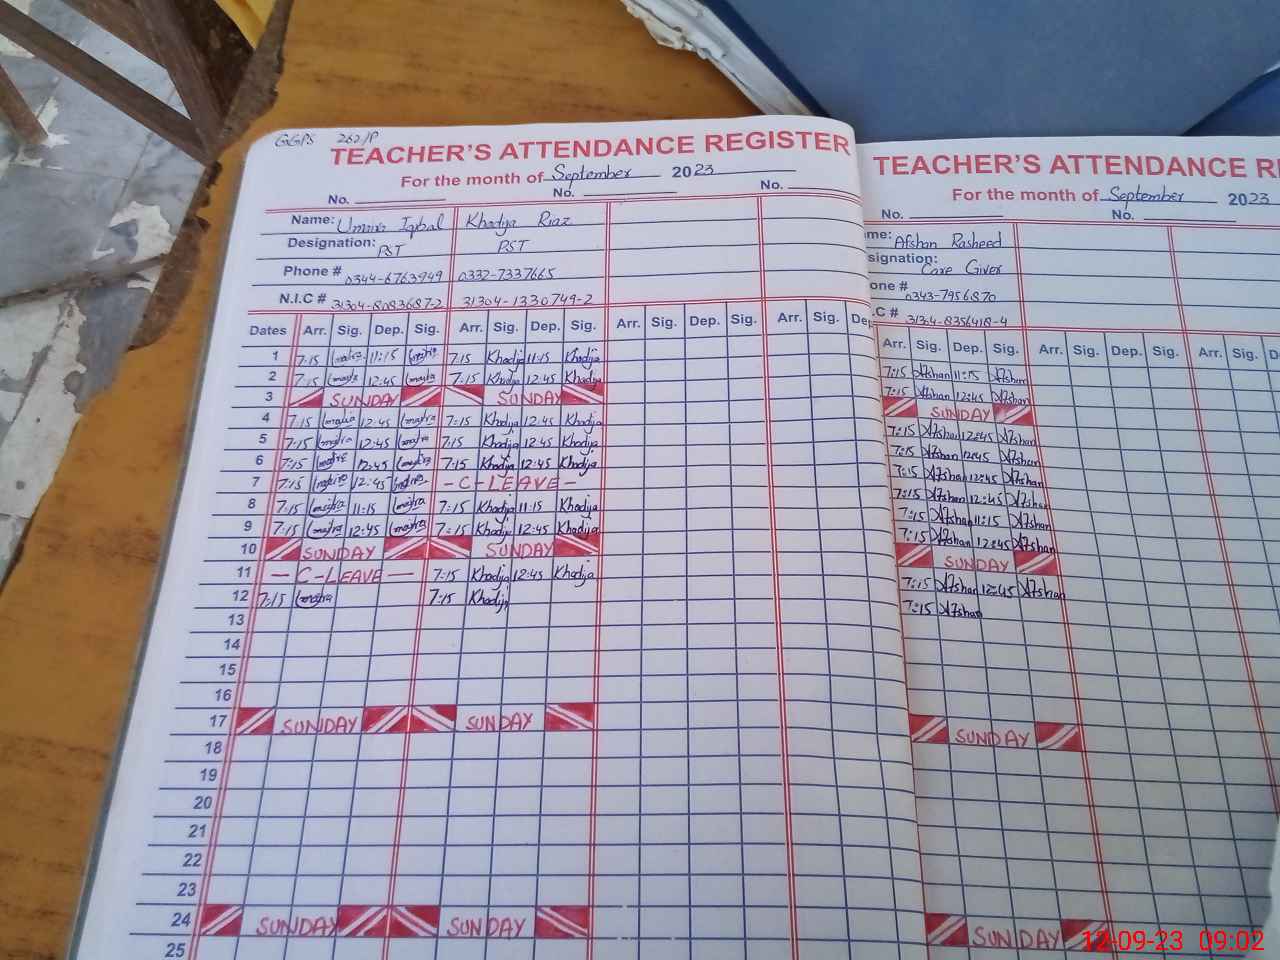 GGPS 262/P
TEACHER'S ATTENDANCE REGISTER
For the month of September 2023
No. No. No.
Name: Umaira Iqbal Khadija Riaz
Designation: PST PST
Phone # 0344-6763949 0332-7337665
N.I.C # 31304-8083687-2 31304-1330749-2
Dates Arr. Sig. Dep. Sig. Arr. Sig. Dep. Sig. Arr. Sig. Dep. Sig. Arr. Sig. De
1 7:15 11:15 7:15 Khadija 11:15 Khadija
2 7:15 12:45 7:15 Khadija 12:45 Khadija
3 SUNDAY SUNDAY
4 7:15 12:45 7:15 Khadija 12:45 Khadija
5 7:15 12:45 7:15 Khadija 12:45 Khadija
6 7:15 12:45 7:15 Khadija 12:45 Khadija
7 7:15 12:45 - C-LEAVE -
8 7:15 11:15 7:15 Khadija 11:15 Khadija
9 7:15 12:45 7:15 Khadija 12:45 Khadija
10 SUNDAY SUNDAY
11 - C-LEAVE - 7:15 Khadija 12:45 Khadija
12 7:15 7:15 Khadija
13
14
15
16
17 SUNDAY SUNDAY
18
19
20
21
22
23
24 SUNDAY SUNDAY
25
TEACHER'S ATTENDANCE RE
For the month of September 2023
No. No.
me: Afshan Rasheed
signation: Care Giver
one # 0343-7956870
.C # 3134-8356418-4
Arr. Sig. Dep. Sig. Arr. Sig. Dep. Sig. Arr. Sig. D
7:15 Afshan 11:15 Afshan
7:15 Afshan 12:45 Afshan
SUNDAY
7:15 Afshan 12:45 Afshan
7:15 Afshan 12:45 Afshan
7:15 Afshan 12:45 Afshan
7:15 Afshan 12:45 Afshan
7:15 Afshan 11:15 Afshan
7:15 Afshan 12:45 Afshan
SUNDAY
7:15 Afshan 12:45 Afshan
7:15 Afshan
SUNDAY
SUNDAY
12-09-23 09:02